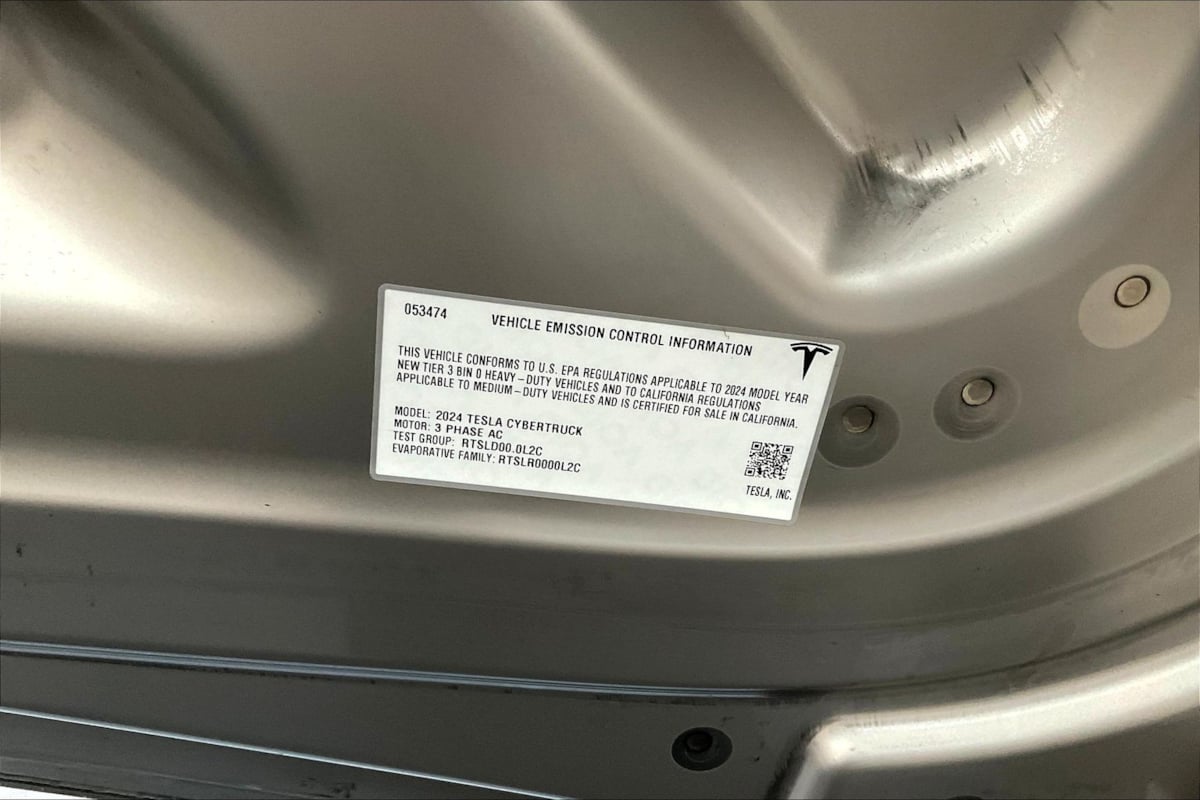 053474
VEHICLE EMISSION CONTROL INFORMATION
THIS VEHICLE CONFORMS TO U.S. EPA REGULATIONS APPLICABLE TO 2024 MODEL YEAR
NEW TIER 3 BIN 0 HEAVY-DUTY VEHICLES AND TO CALIFORNIA REGULATIONS
APPLICABLE TO MEDIUM-DUTY VEHICLES AND IS CERTIFIED FOR SALE IN CALIFORNIA.
MODEL: 2024 TESLA CYBERTRUCK
MOTOR: 3 PHASE AC
TEST GROUP: RTSLD00.0L2C
EVAPORATIVE FAMILY: RTSLR0000L2C
TESLA, INC.